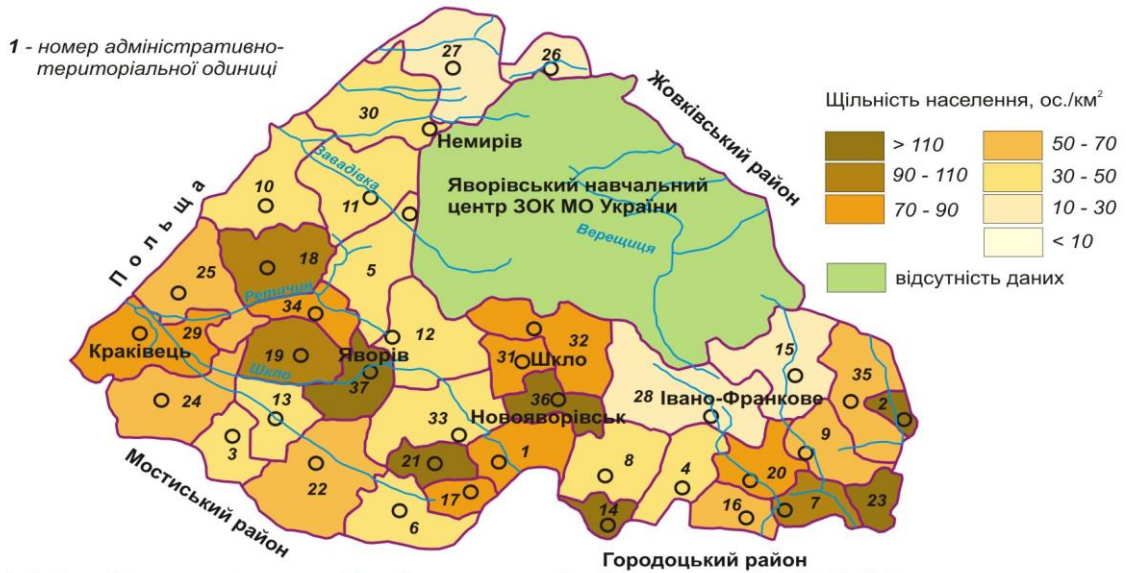 1 - номер адміністративно-
територіальної одиниці
27
26
30
Немирів
Жовківський район
Завадівка
Яворівський навчальний
центр ЗОК МО України
Верещиця
Польща
10
11
5
18
25
Ретичин
34
29
Краківець
19
Яворів
37
12
Шкло
31
Шкло
32
24
13
3
33
36
Новояворівськ
28
Івано-Франкове
15
35
2
9
20
7
23
16
4
8
14
1
21
17
22
6
Мостиський район
Городоцький район
Щільність населення, ос./км²
> 110
90 - 110
70 - 90
50 - 70
30 - 50
10 - 30
< 10
відсутність даних